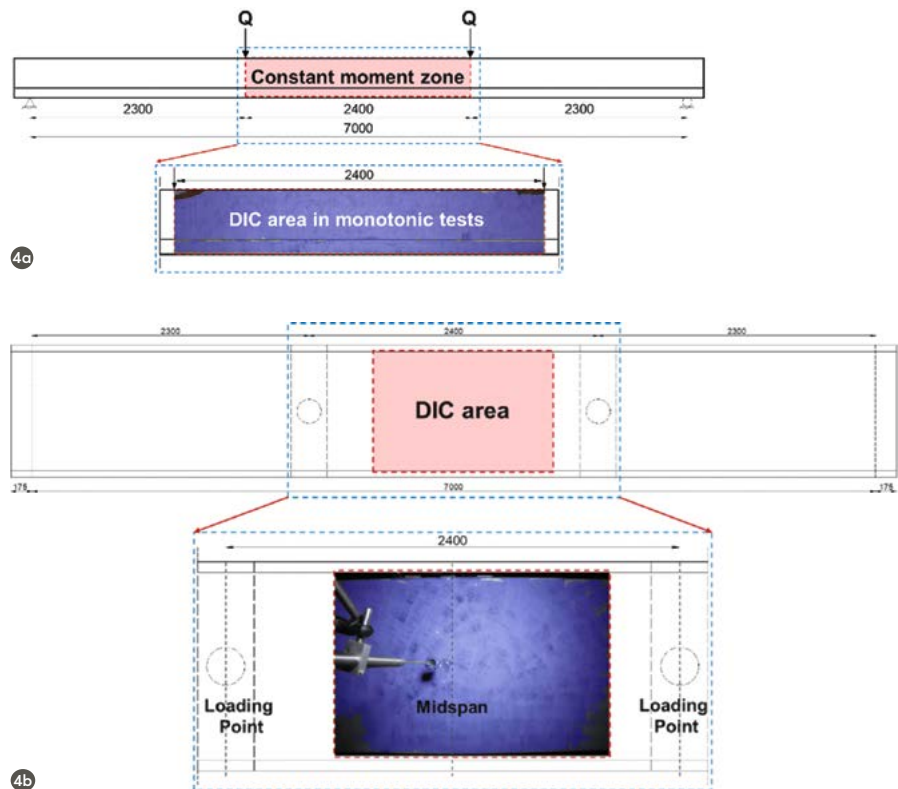 Q Q
Constant moment zone
2300 2400 2300
7000
2400
DIC area in monotonic tests
4a
2300 2400 2300
DIC area
175 7000 175
2400
Loading Point Midspan Loading Point
4b